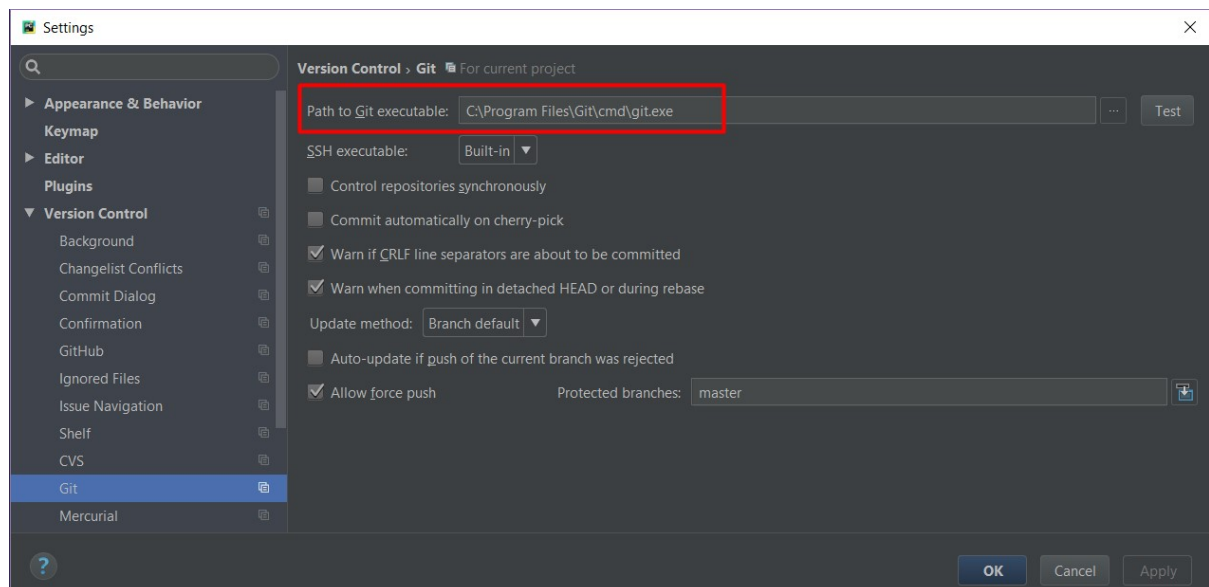 Settings
Version Control › Git For current project
Appearance & Behavior
Keymap
Editor
Plugins
Version Control
Background
Changelist Conflicts
Commit Dialog
Confirmation
GitHub
Ignored Files
Issue Navigation
Shelf
CVS
Git
Mercurial
Path to Git executable: C:\Program Files\Git\cmd\git.exe ... Test
SSH executable: Built-in
Control repositories synchronously
Commit automatically on cherry-pick
Warn if CRLF line separators are about to be committed
Warn when committing in detached HEAD or during rebase
Update method: Branch default
Auto-update if push of the current branch was rejected
Allow force push Protected branches: master
? OK Cancel Apply